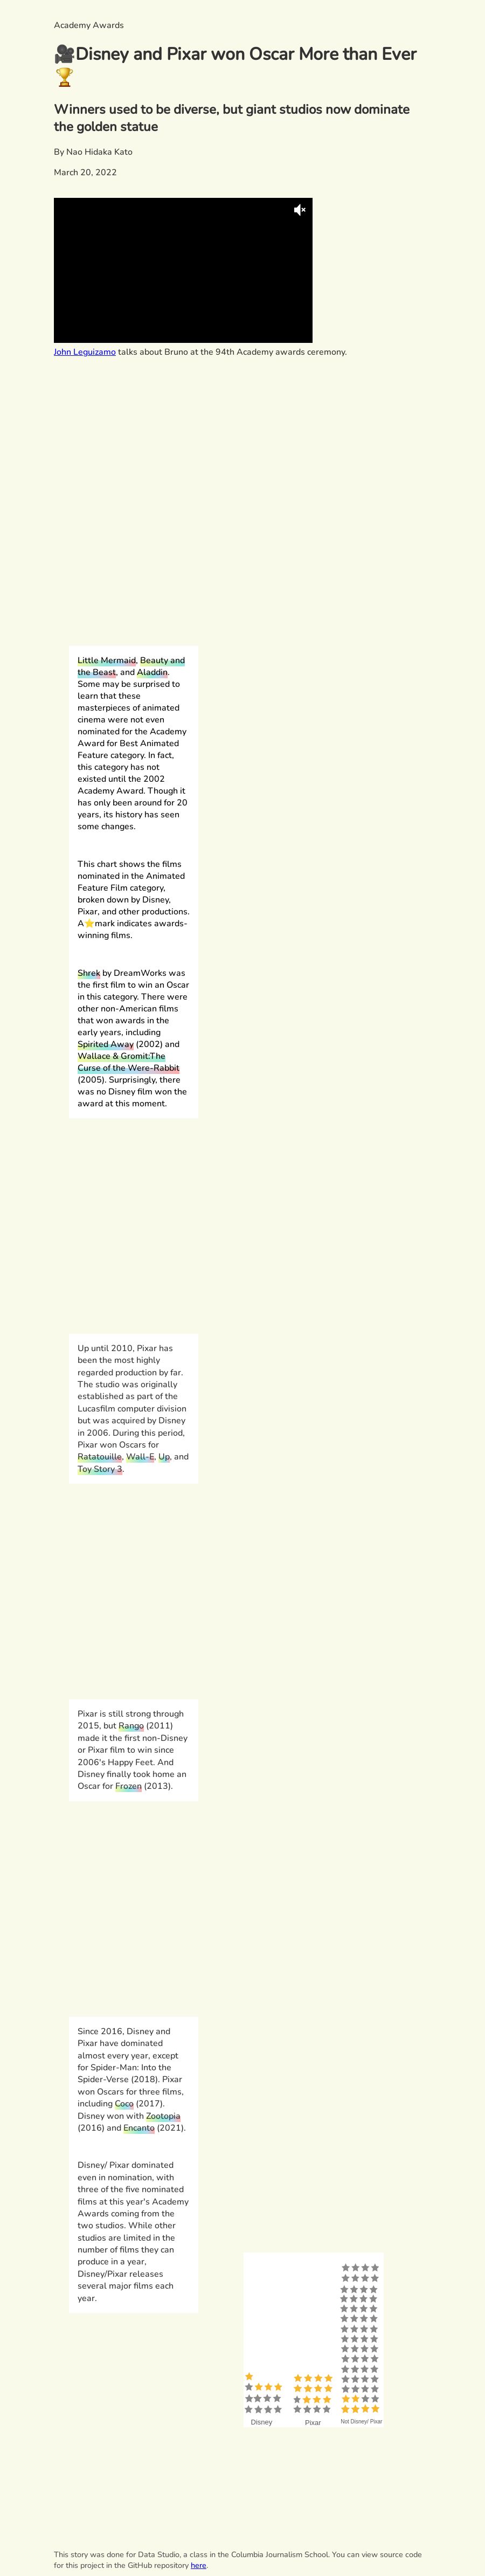 Academy Awards
🎥Disney and Pixar won Oscar More than Ever
🏆
Winners used to be diverse, but giant studios now dominate
the golden statue
By Nao Hidaka Kato
March 20, 2022
John Leguizamo talks about Bruno at the 94th Academy awards ceremony.
Little Mermaid, Beauty and
the Beast, and Aladdin.
Some may be surprised to
learn that these
masterpieces of animated
cinema were not even
nominated for the Academy
Award for Best Animated
Feature category. In fact,
this category has not
existed until the 2002
Academy Award. Though it
has only been around for 20
years, its history has seen
some changes.
This chart shows the films
nominated in the Animated
Feature Film category,
broken down by Disney,
Pixar, and other productions.
A⭐mark indicates awards-
winning films.
Shrek by DreamWorks was
the first film to win an Oscar
in this category. There were
other non-American films
that won awards in the
early years, including
Spirited Away (2002) and
Wallace & Gromit:The
Curse of the Were-Rabbit
(2005). Surprisingly, there
was no Disney film won the
award at this moment.
Up until 2010, Pixar has
been the most highly
regarded production by far.
The studio was originally
established as part of the
Lucasfilm computer division
but was acquired by Disney
in 2006. During this period,
Pixar won Oscars for
Ratatouille, Wall-E, Up, and
Toy Story 3.
Pixar is still strong through
2015, but Rango (2011)
made it the first non-Disney
or Pixar film to win since
2006's Happy Feet. And
Disney finally took home an
Oscar for Frozen (2013).
Since 2016, Disney and
Pixar have dominated
almost every year, except
for Spider-Man: Into the
Spider-Verse (2018). Pixar
won Oscars for three films,
including Coco (2017).
Disney won with Zootopia
(2016) and Encanto (2021).
Disney/ Pixar dominated
even in nomination, with
three of the five nominated
films at this year's Academy
Awards coming from the
two studios. While other
studios are limited in the
number of films they can
produce in a year,
Disney/Pixar releases
several major films each
year.
Disney Pixar Not Disney/ Pixar
This story was done for Data Studio, a class in the Columbia Journalism School. You can view source code
for this project in the GitHub repository here.